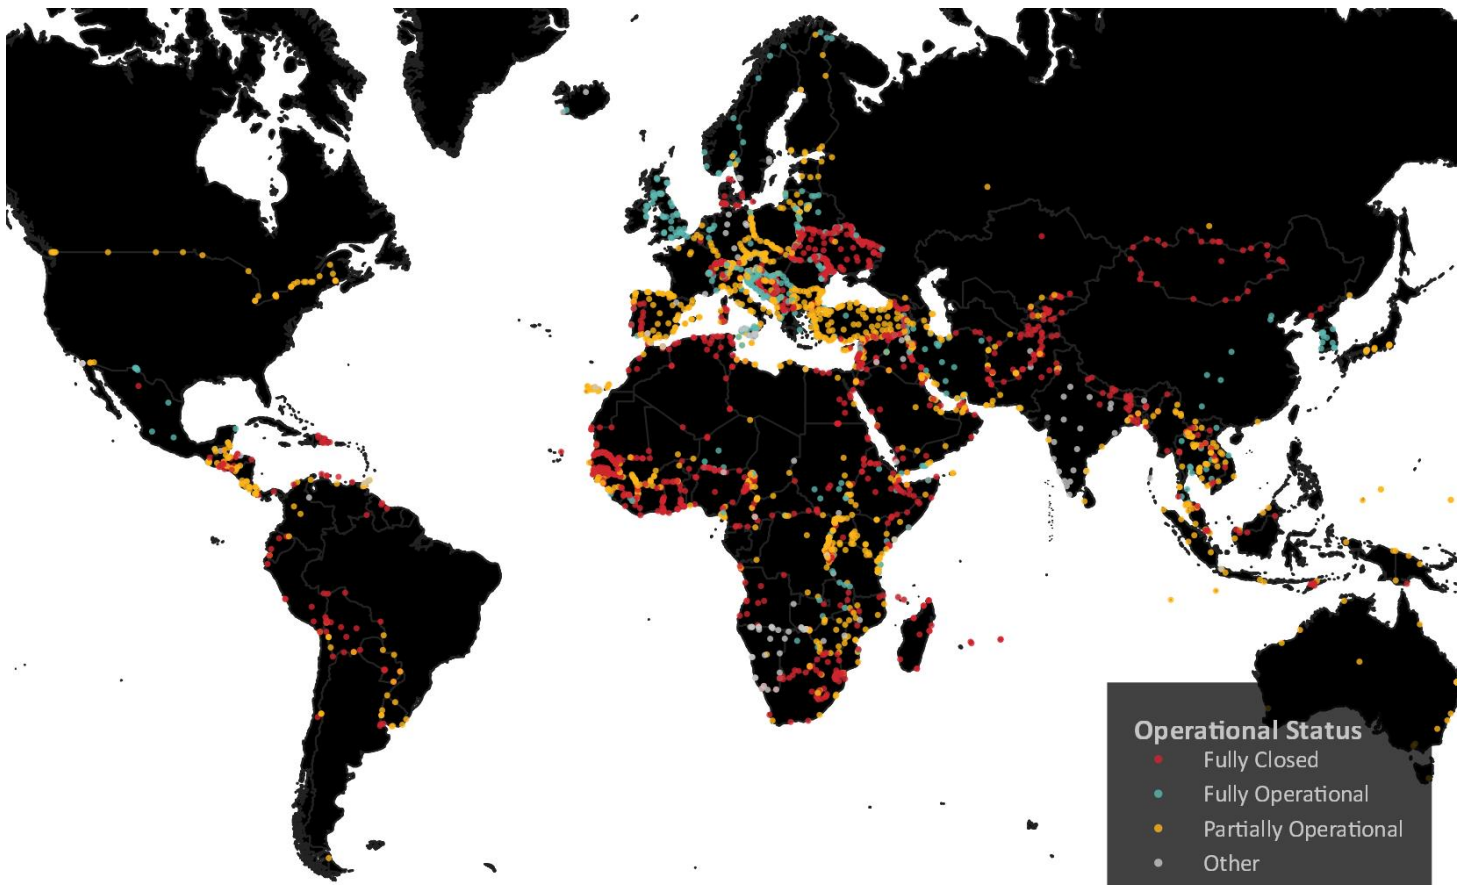 Operational Status
Fully Closed
Fully Operational
Partially Operational
Other